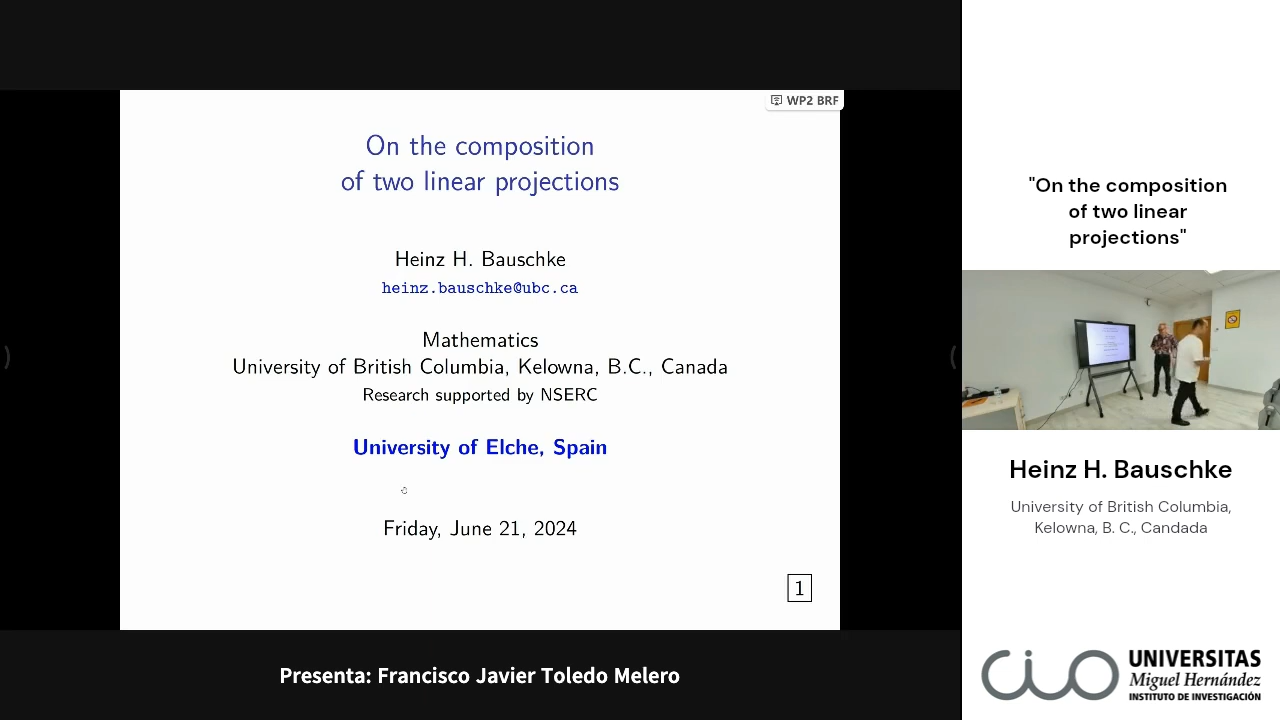 WP2 BRF
On the composition
of two linear projections
Heinz H. Bauschke
heinz.bauschke@ubc.ca
Mathematics
University of British Columbia, Kelowna, B.C., Canada
Research supported by NSERC
University of Elche, Spain
Friday, June 21, 2024
1
Presenta: Francisco Javier Toledo Melero
"On the composition
of two linear
projections"
Heinz H. Bauschke
University of British Columbia,
Kelowna, B. C., Candada
cio
UNIVERSITAS
Miguel Hernández
INSTITUTO DE INVESTIGACIÓN